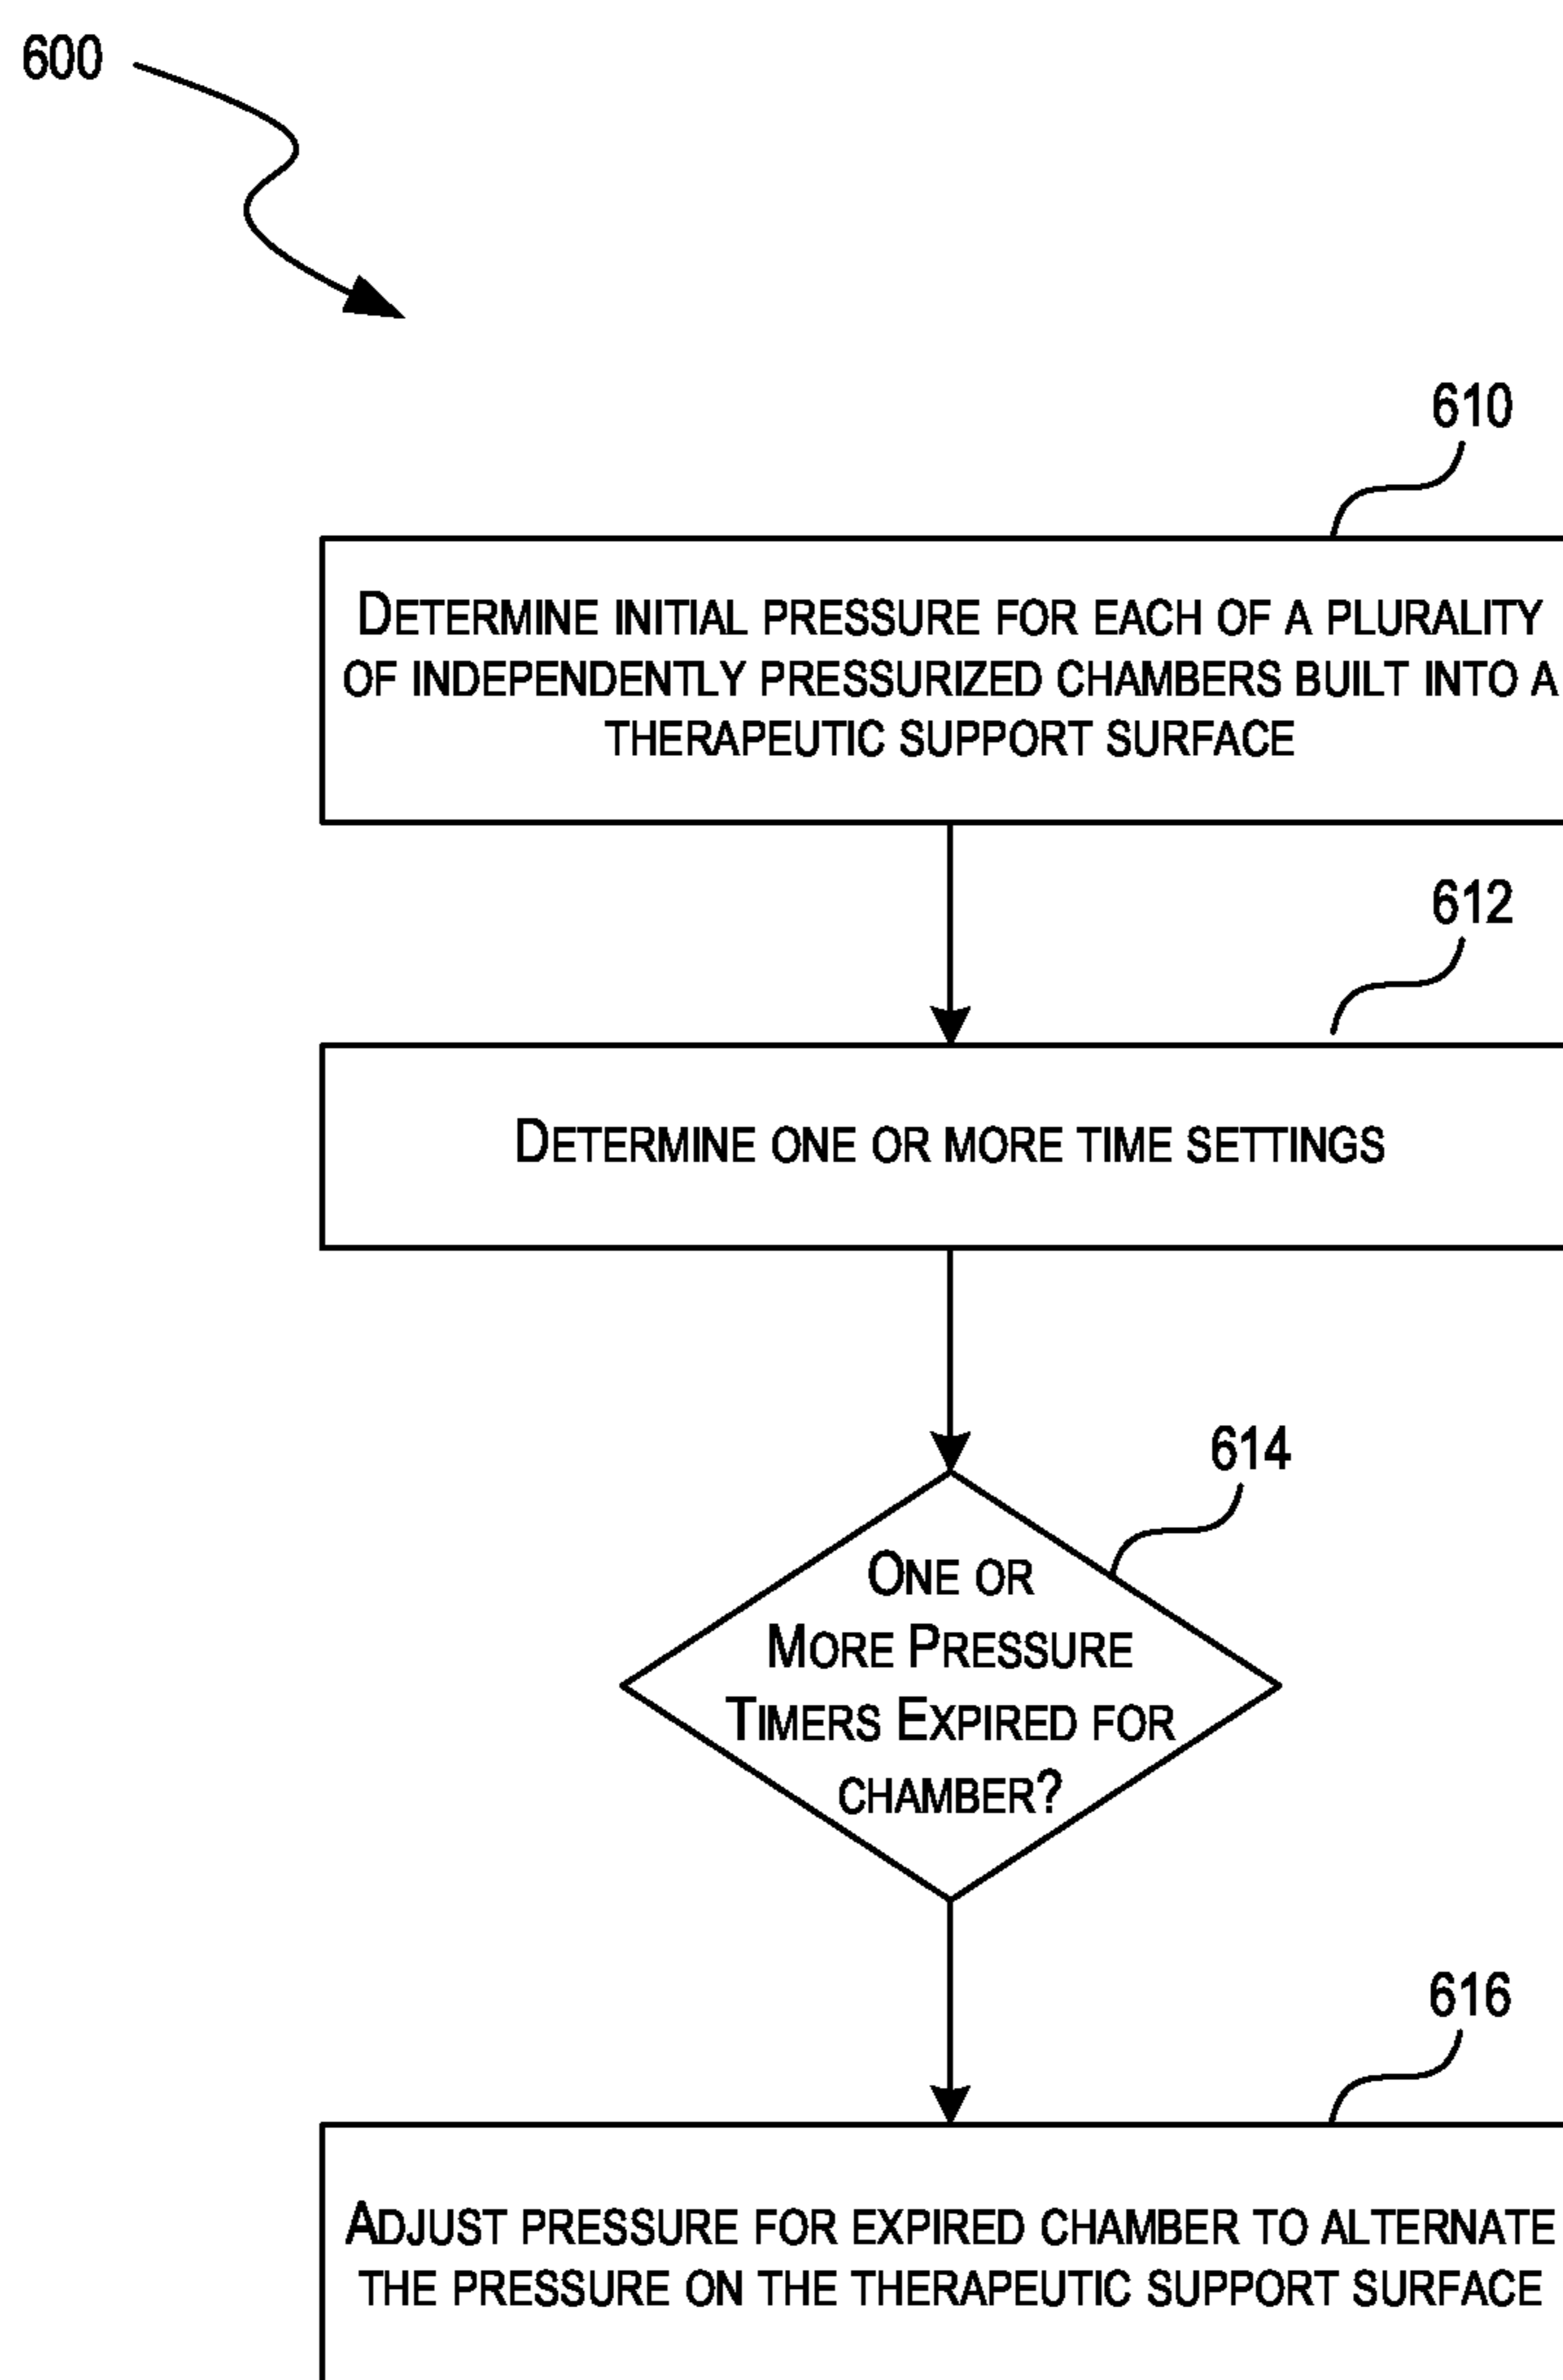 600
610
DETERMINE INITIAL PRESSURE FOR EACH OF A PLURALITY
OF INDEPENDENTLY PRESSURIZED CHAMBERS BUILT INTO A
THERAPEUTIC SUPPORT SURFACE
612
DETERMINE ONE OR MORE TIME SETTINGS
614
ONE OR
MORE PRESSURE
TIMERS EXPIRED FOR
CHAMBER?
616
ADJUST PRESSURE FOR EXPIRED CHAMBER TO ALTERNATE
THE PRESSURE ON THE THERAPEUTIC SUPPORT SURFACE